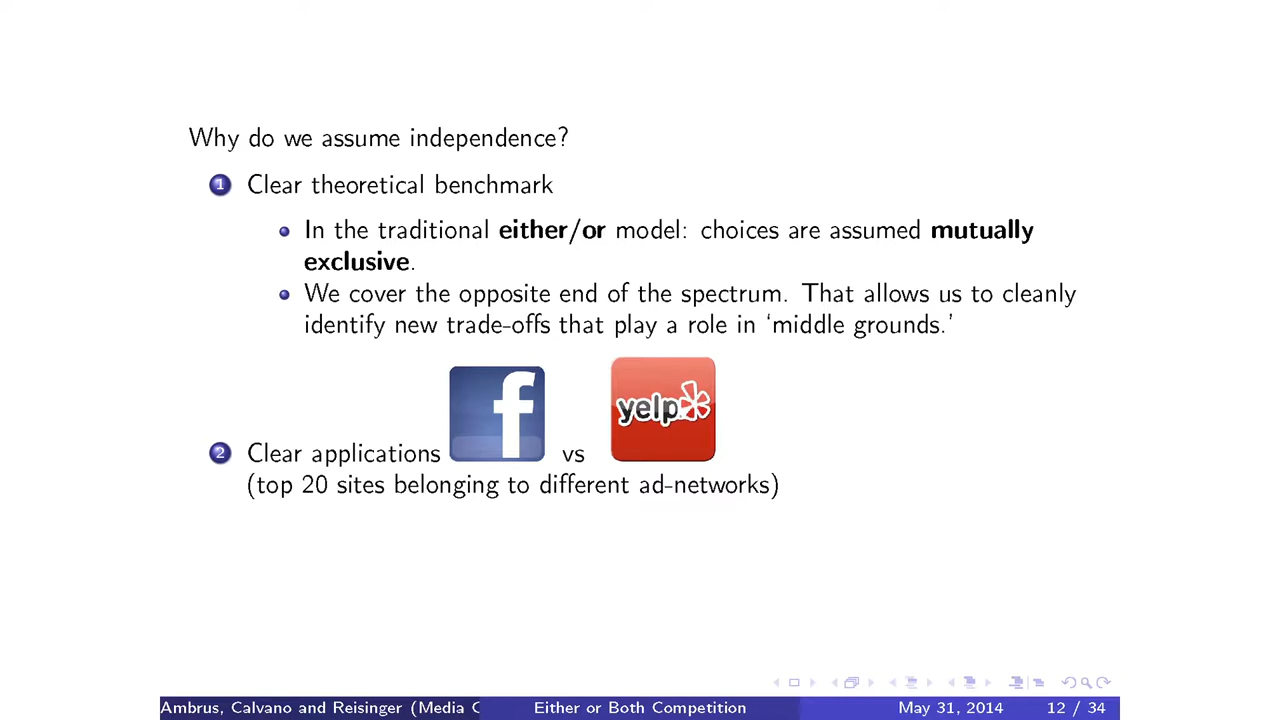 Why do we assume independence?
1 Clear theoretical benchmark
In the traditional either/or model: choices are assumed mutually
exclusive.
We cover the opposite end of the spectrum. That allows us to cleanly
identify new trade-offs that play a role in ‘middle grounds.’
f yelp
2 Clear applications vs
(top 20 sites belonging to different ad-networks)
Ambrus, Calvano and Reisinger (Media C Either or Both Competition May 31, 2014 12 / 34